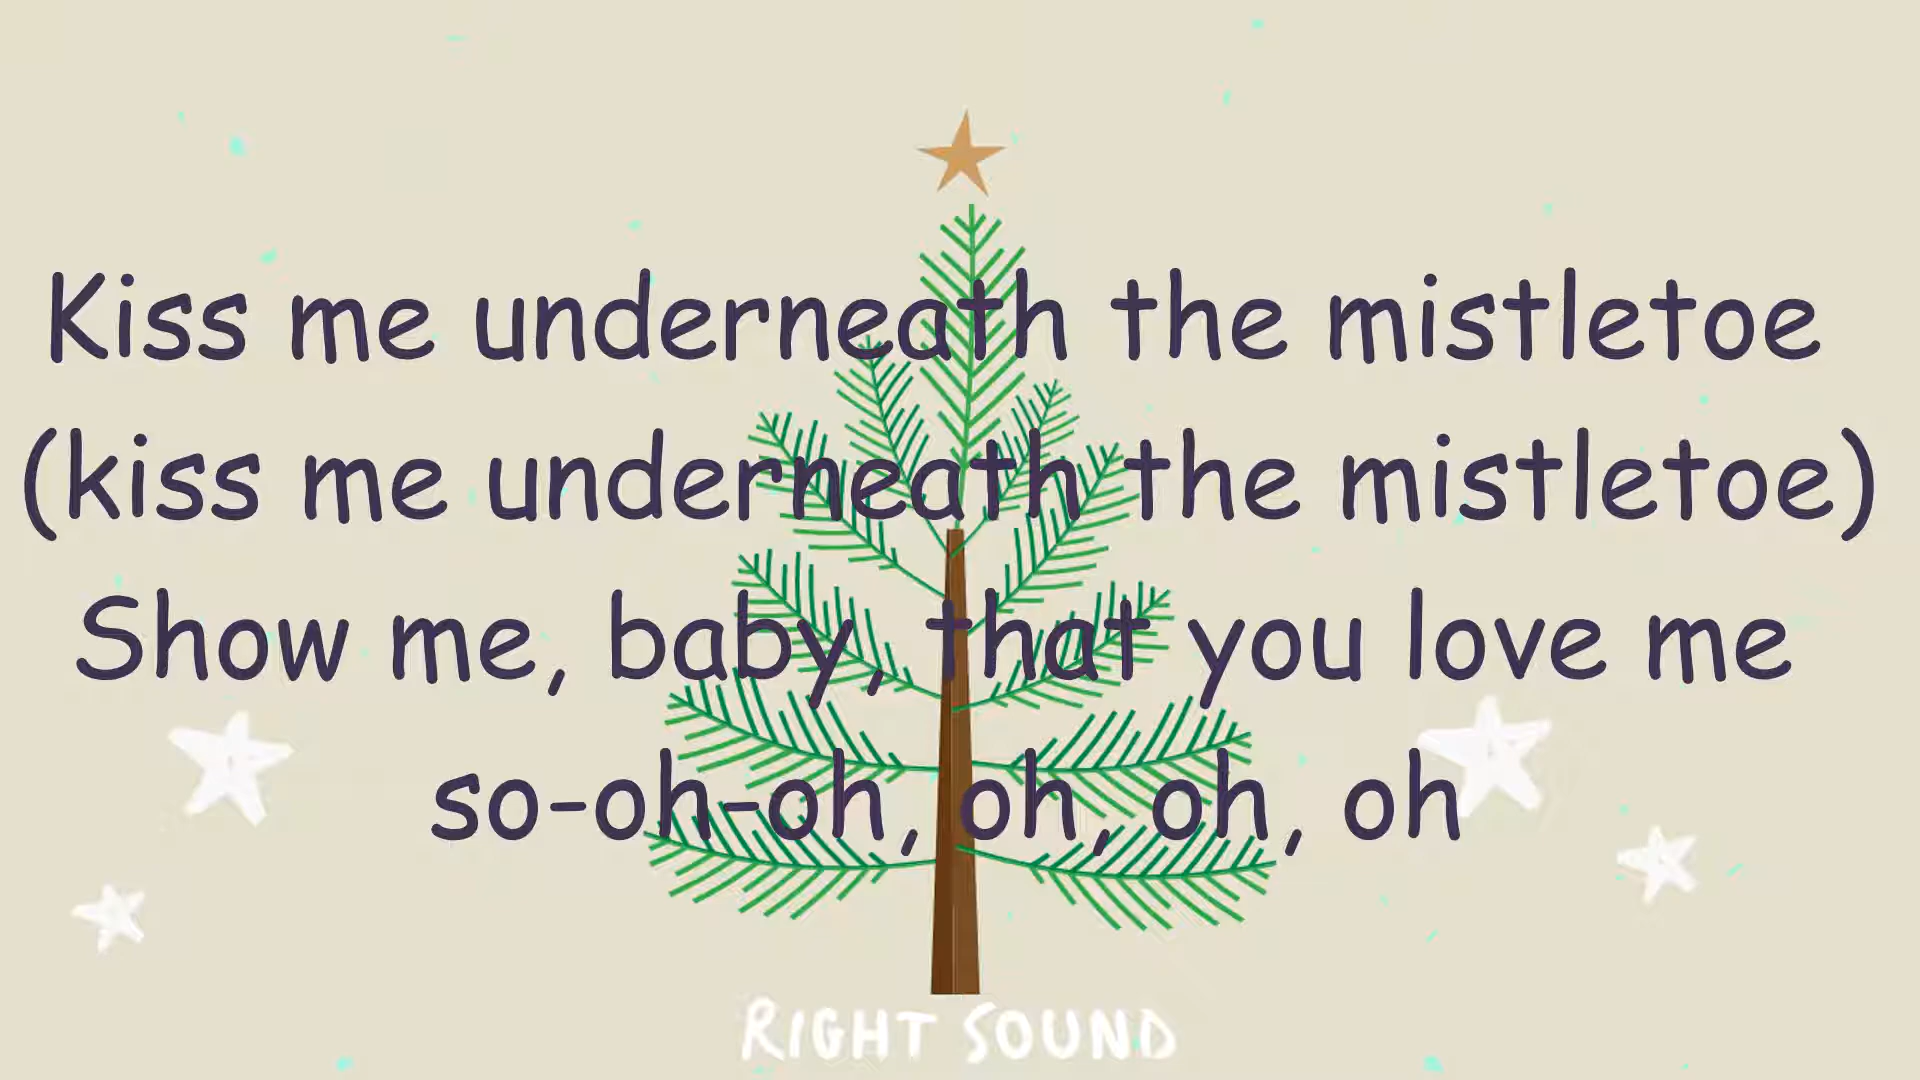 Kiss me underneath the mistletoe
(kiss me underneath the mistletoe)
Show me, baby, that you love me
so-oh-oh, oh, oh, oh
RIGHT SOUND